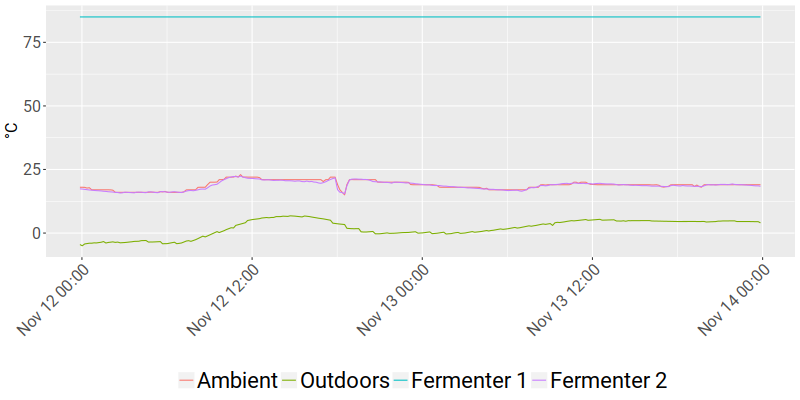 °C
75
50
25
0
Nov 12 00:00
Nov 12 12:00
Nov 13 00:00
Nov 13 12:00
Nov 14 00:00
Ambient Outdoors Fermenter 1 Fermenter 2